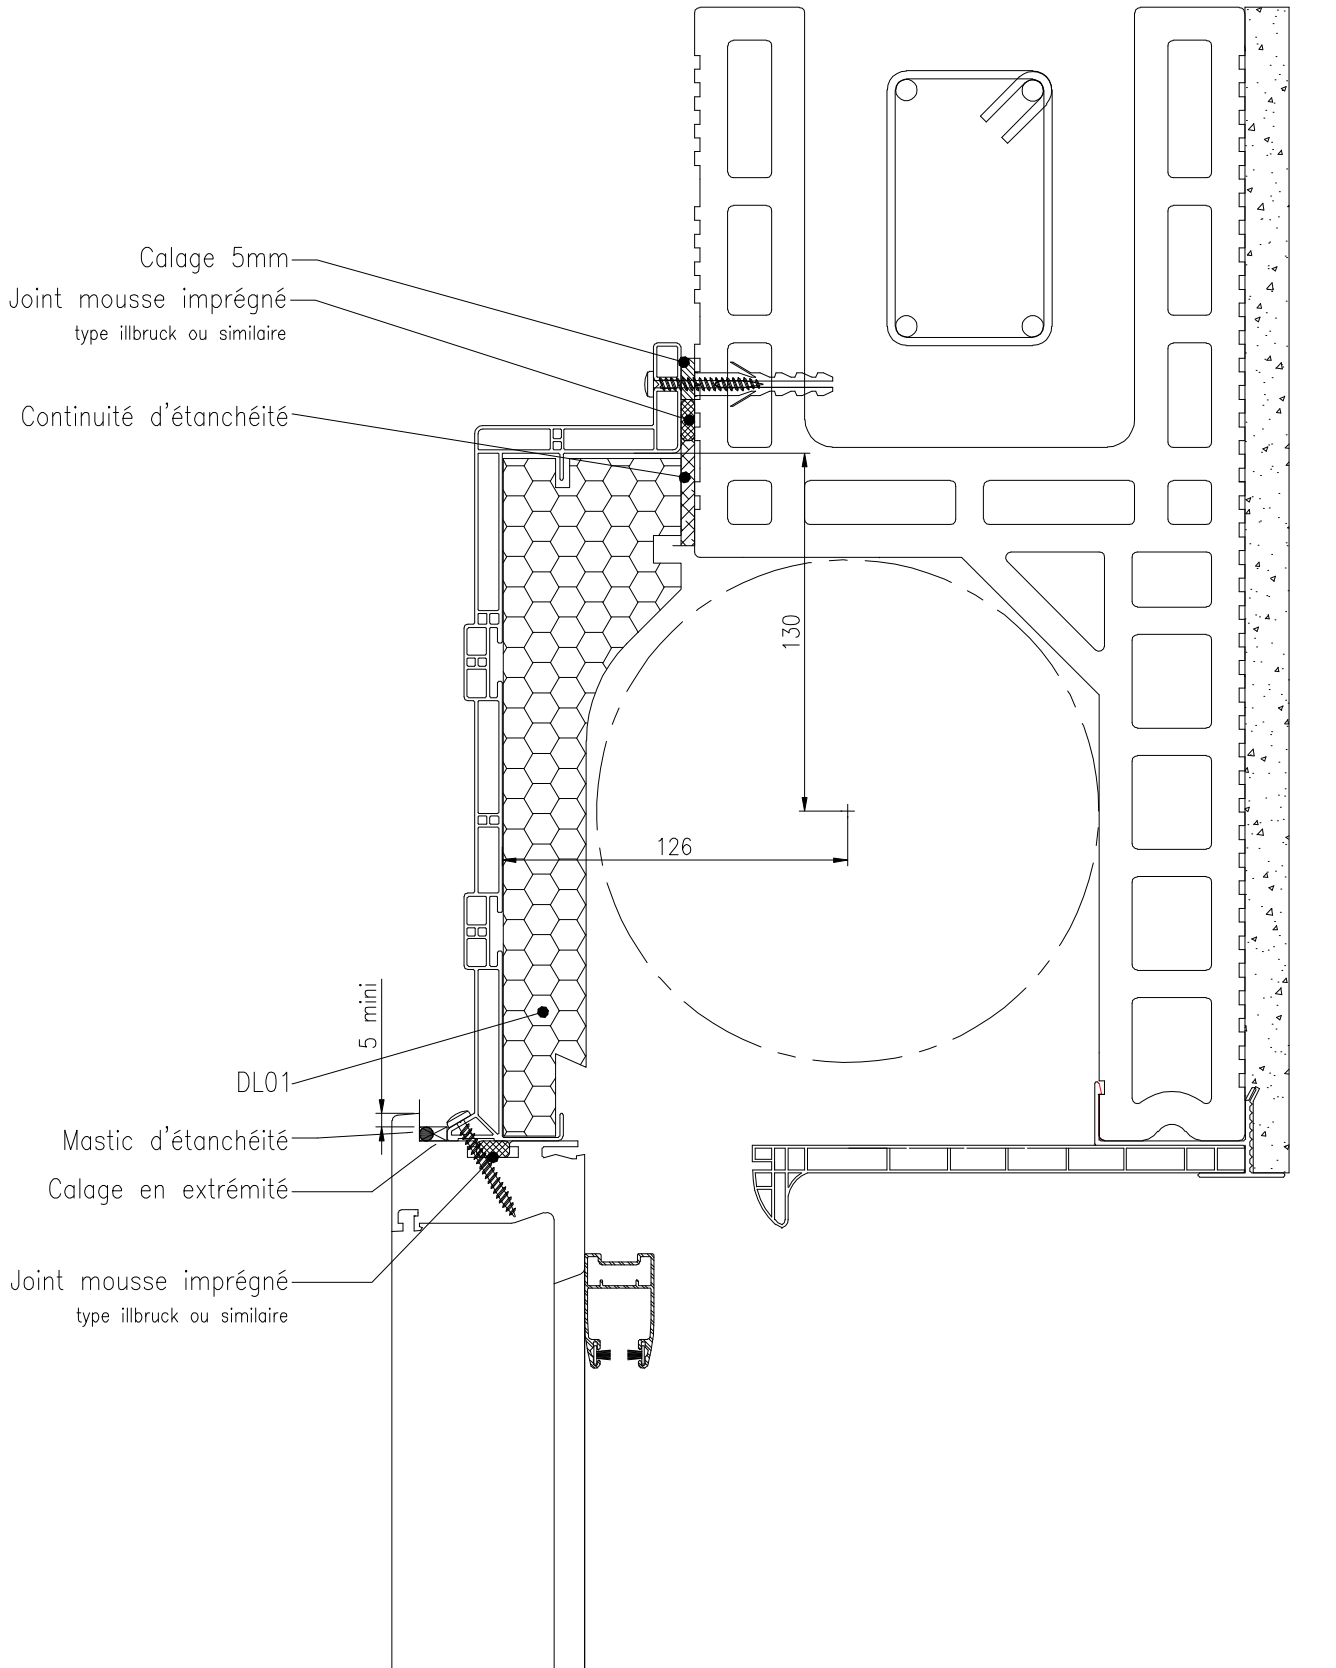 Calage 5mm
Joint mousse imprégné
type illbruck ou similaire
Continuité d'étanchéité
130
126
5 mini
DL01
Mastic d'étanchéité
Calage en extrémité
Joint mousse imprégné
type illbruck ou similaire